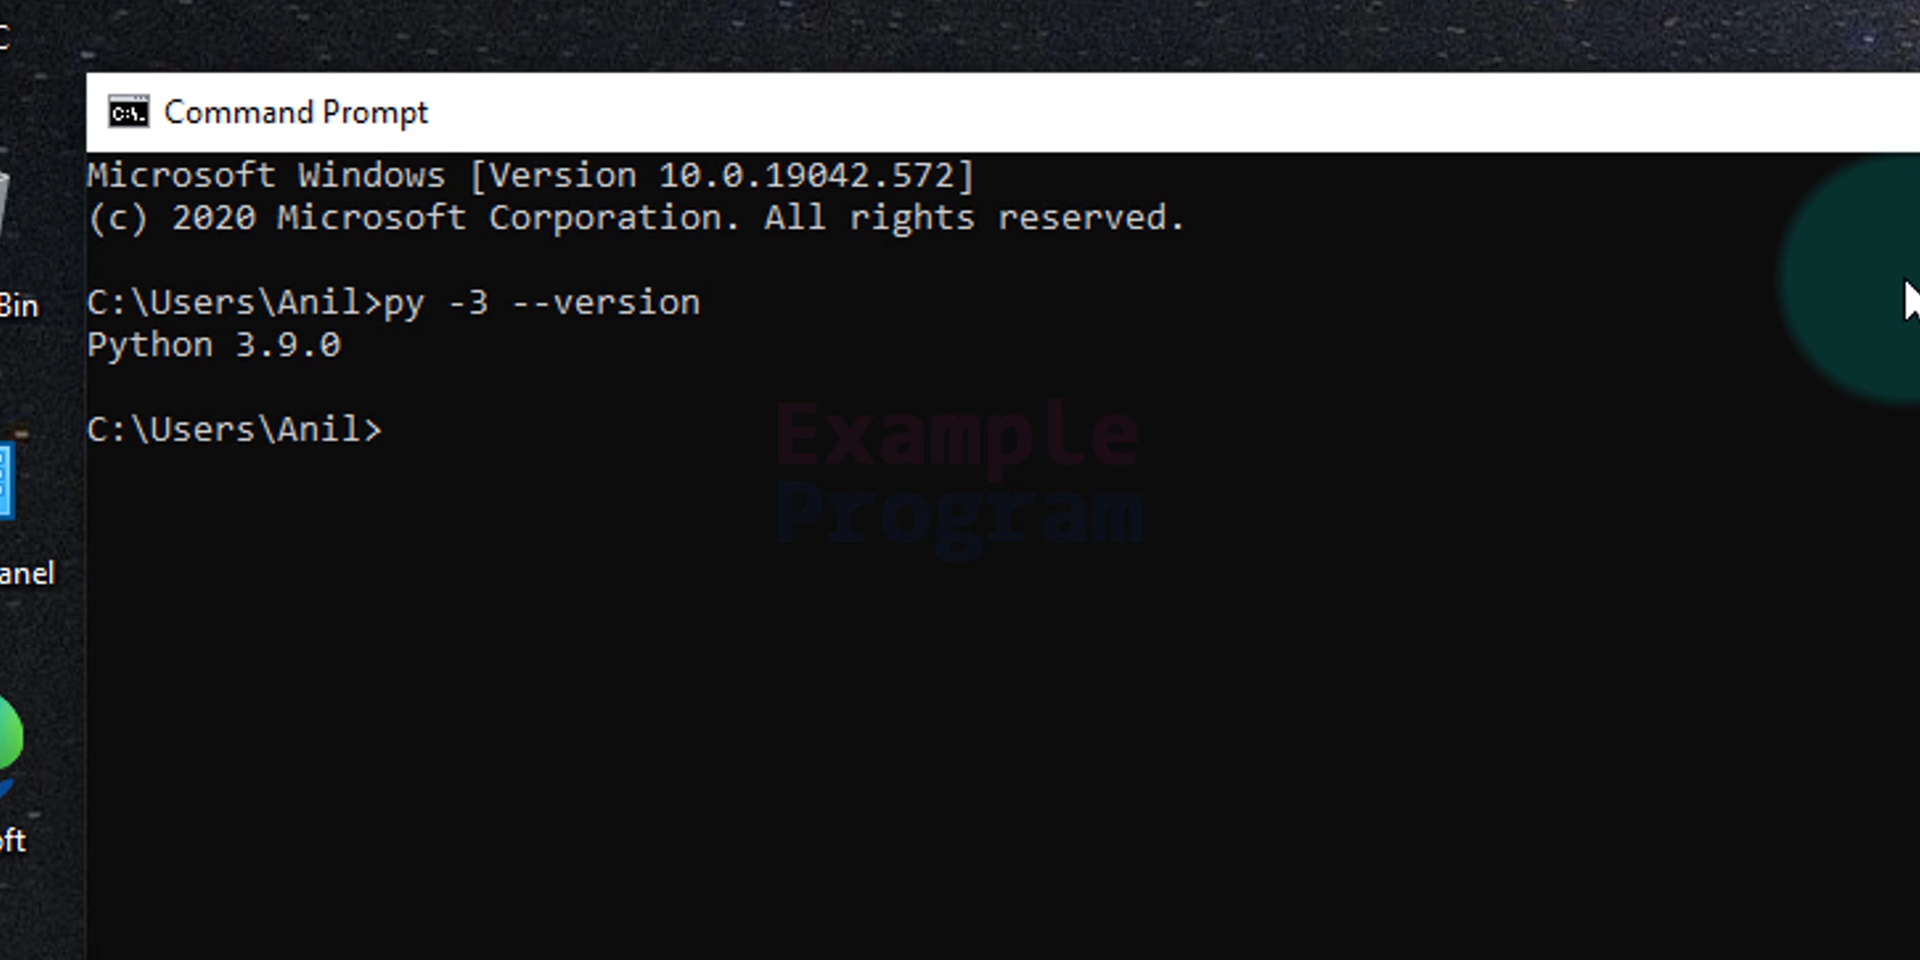 C
Command Prompt
Microsoft Windows [Version 10.0.19042.572]
(c) 2020 Microsoft Corporation. All rights reserved.
C:\Users\Anil>py -3 --version
Bin
Python 3.9.0
C:\Users\Anil>
Example
Program
anel
oft